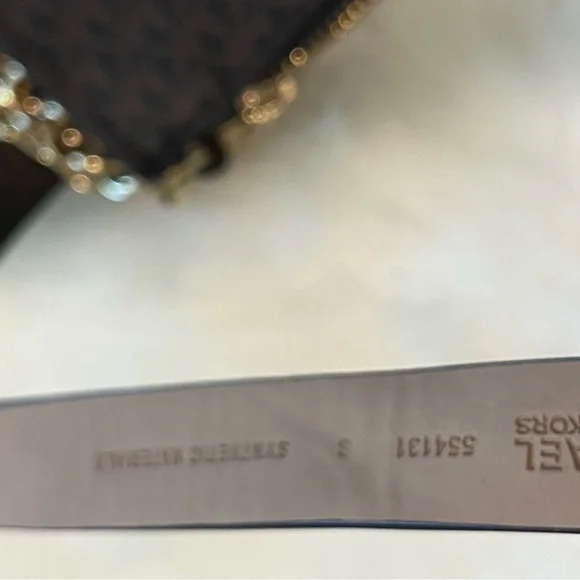 AEL
KORS
554131
S
SYNTHETIC MATERIALS